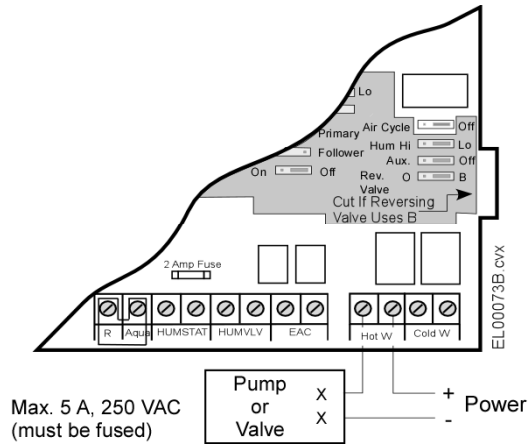 Lo
Primary
Air Cycle Off
Follower
Hum Hi Lo
Aux. Off
On Off
Rev. Valve O B
Cut If Reversing
Valve Uses B
2 Amp Fuse
R Aqua HUMSTAT HUMVLV EAC Hot W Cold W
EL00073B.cvx
Pump
or
Valve
X
X
+
-
Power
Max. 5 A, 250 VAC
(must be fused)